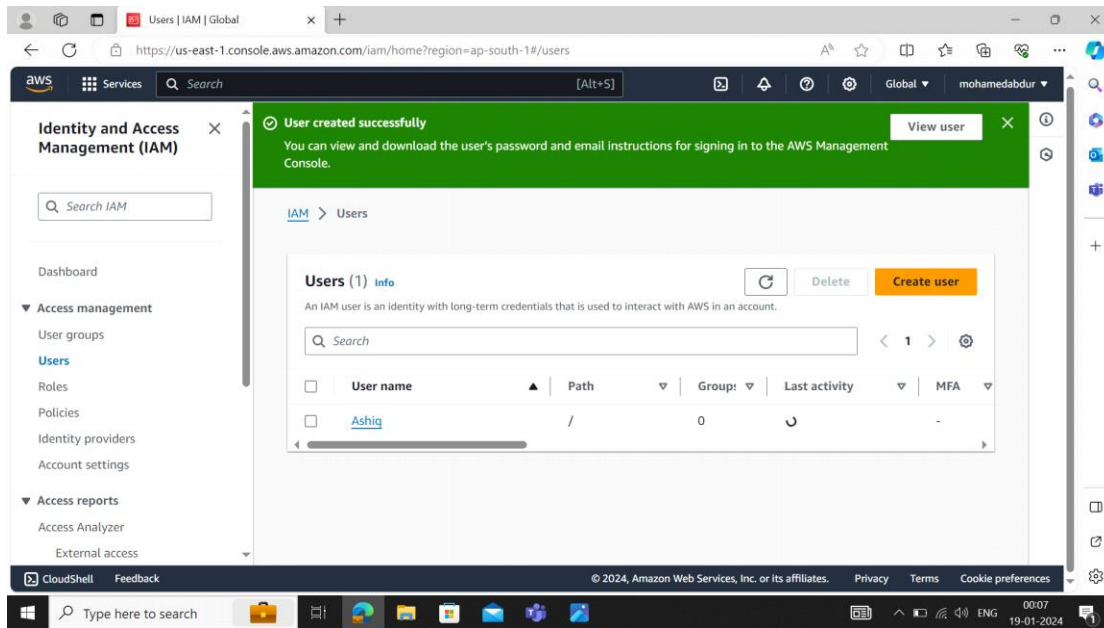 Users | IAM | Global
https://us-east-1.console.aws.amazon.com/iam/home?region=ap-south-1#/users
aws
Services
Search
[Alt+S]
Global
mohamedabdur
Identity and Access
Management (IAM)
Search IAM
Dashboard
Access management
User groups
Users
Roles
Policies
Identity providers
Account settings
Access reports
Access Analyzer
External access
User created successfully
You can view and download the user's password and email instructions for signing in to the AWS Management
Console.
View user
IAM > Users
Users (1) Info
Delete
Create user
An IAM user is an identity with long-term credentials that is used to interact with AWS in an account.
Search
1
User name
Path
Groups
Last activity
MFA
Ashiq
/
0
-
CloudShell
Feedback
© 2024, Amazon Web Services, Inc. or its affiliates.
Privacy
Terms
Cookie preferences
Type here to search
ENG
00:07
19-01-2024
1